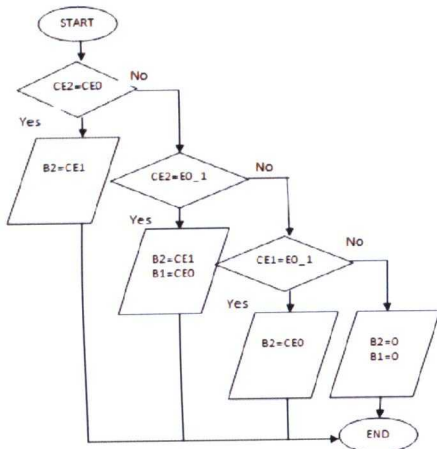 START
CE2=CE0
No
Yes
B2=CE1
CE2=E0_1
No
Yes
B2=CE1
B1=CE0
CE1=E0_1
No
Yes
B2=CE0
B2=0
B1=0
END